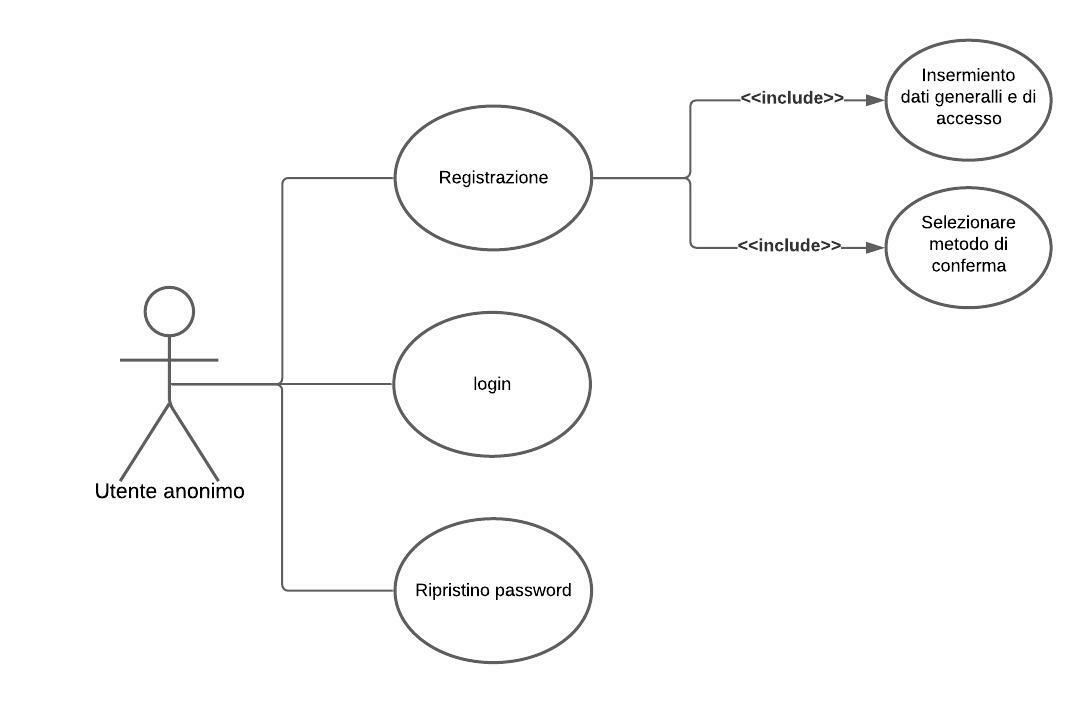 Insermiento
dati generalli e di
accesso
<<include>>
Registrazione
Selezionare
metodo di
conferma
<<include>>
login
Utente anonimo
Ripristino password